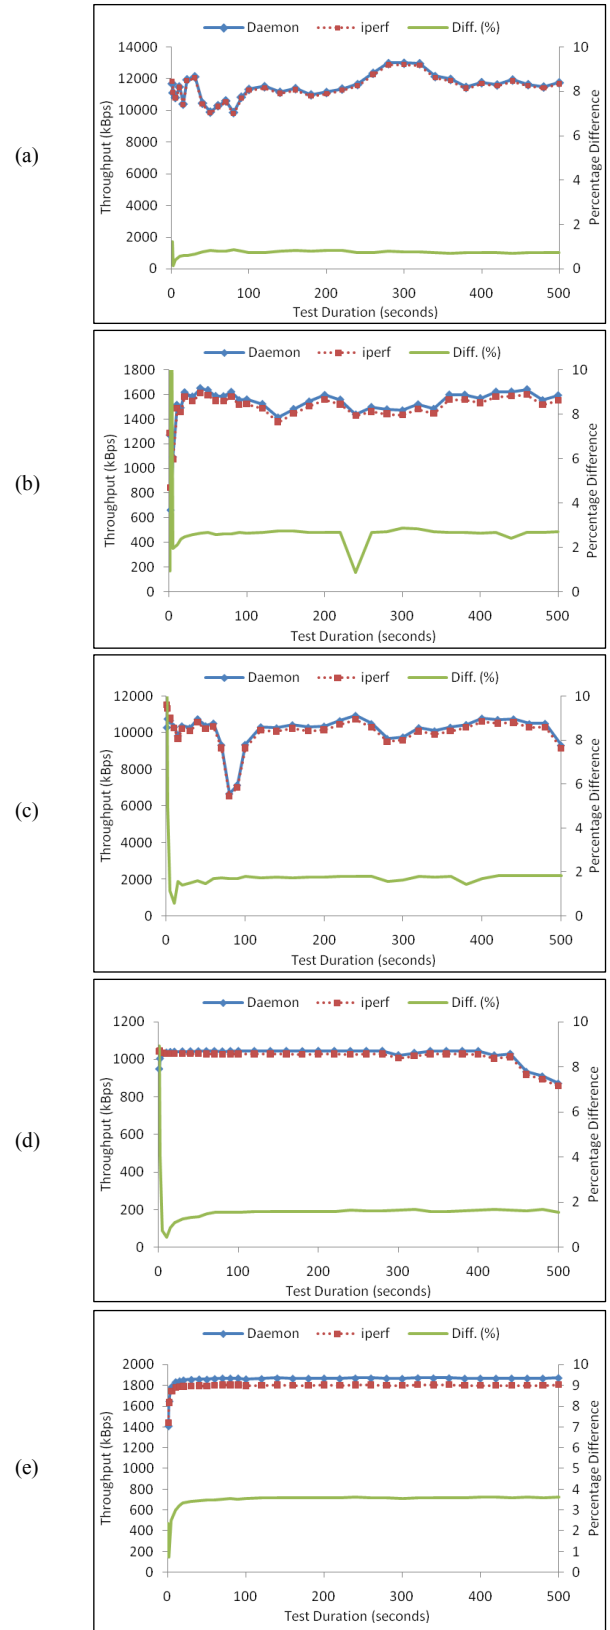 (a)
Daemon iperf Diff. (%)
Throughput (kBps)
14000
12000
10000
8000
6000
4000
2000
0
10
8
6
4
2
0
Percentage Difference
0 100 200 300 400 500
Test Duration (seconds)
(b)
Daemon iperf Diff. (%)
Throughput (kBps)
1800
1600
1400
1200
1000
800
600
400
200
0
10
8
6
4
2
0
Percentage Difference
0 100 200 300 400 500
Test Duration (seconds)
(c)
Daemon iperf Diff. (%)
Throughput (kBps)
12000
10000
8000
6000
4000
2000
0
10
8
6
4
2
0
Percentage Difference
0 100 200 300 400 500
Test Duration (seconds)
(d)
Daemon iperf Diff. (%)
Throughput (kBps)
1200
1000
800
600
400
200
0
10
8
6
4
2
0
Percentage Difference
0 100 200 300 400 500
Test Duration (seconds)
(e)
Daemon iperf Diff. (%)
Throughput (kBps)
2000
1800
1600
1400
1200
1000
800
600
400
200
0
10
9
8
7
6
5
4
3
2
1
0
Percentage Difference
0 100 200 300 400 500
Test Duration (seconds)